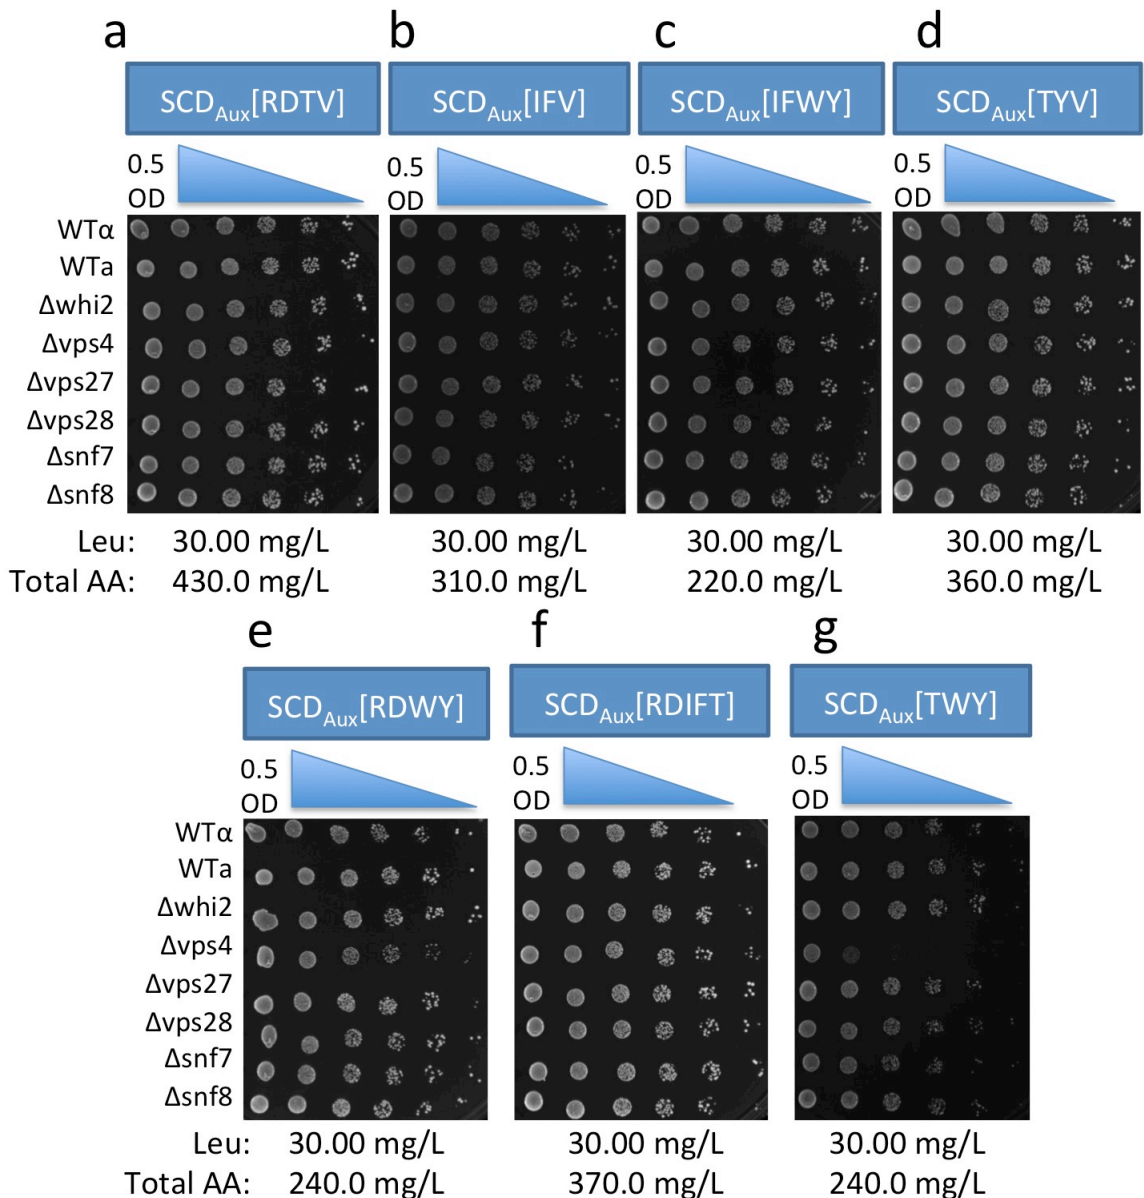 a b c d
SCDAux[RDTV] SCDAux[IFV] SCDAux[IFWY] SCDAux[TYV]
0.5 0.5 0.5 0.5
OD OD OD OD
WTα
WTa
Δwhi2
Δvps4
Δvps27
Δvps28
Δsnf7
Δsnf8
Leu: 30.00 mg/L 30.00 mg/L 30.00 mg/L 30.00 mg/L
Total AA: 430.0 mg/L 310.0 mg/L 220.0 mg/L 360.0 mg/L
e f g
SCDAux[RDWY] SCDAux[RDIFT] SCDAux[TWY]
0.5 0.5 0.5
OD OD OD
WTα
WTa
Δwhi2
Δvps4
Δvps27
Δvps28
Δsnf7
Δsnf8
Leu: 30.00 mg/L 30.00 mg/L 30.00 mg/L
Total AA: 240.0 mg/L 370.0 mg/L 240.0 mg/L